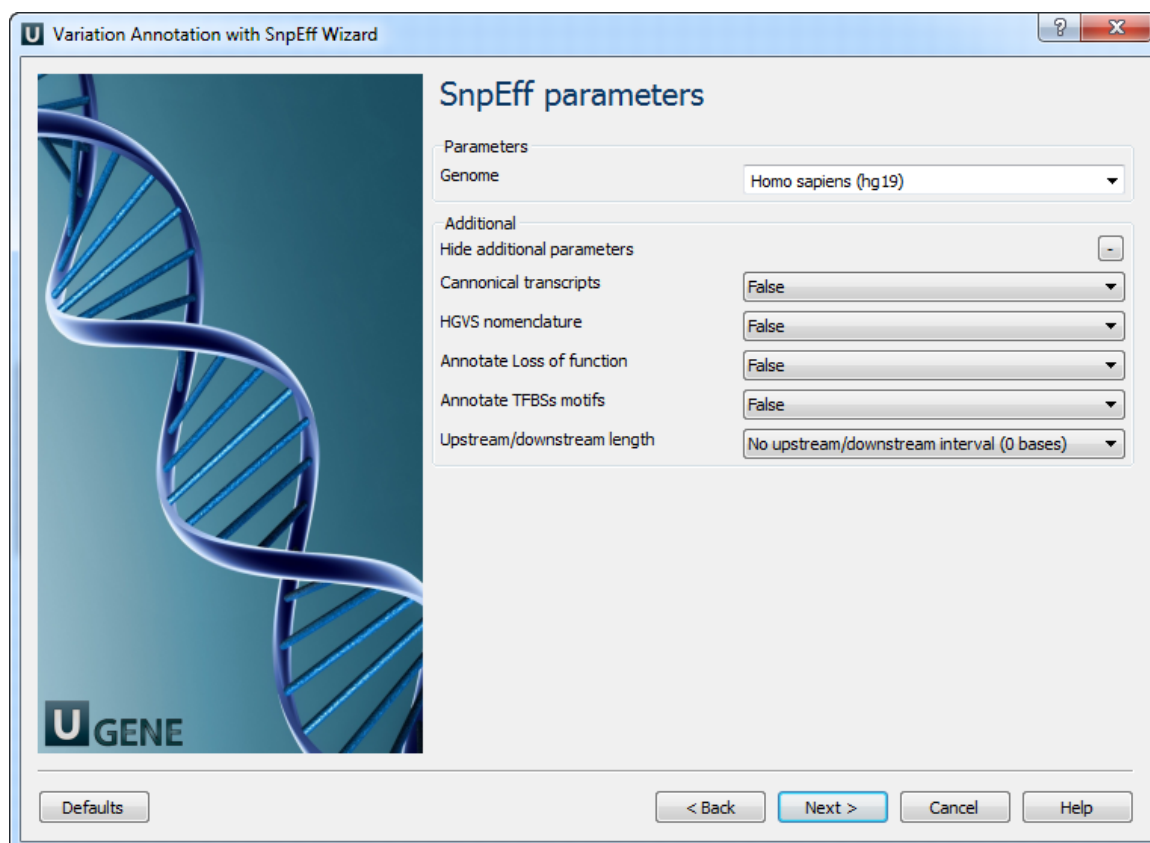 U Variation Annotation with SnpEff Wizard
? X
SnpEff parameters
Parameters
Genome Homo sapiens (hg19)
Additional
Hide additional parameters -
Cannonical transcripts False
HGVS nomenclature False
Annotate Loss of function False
Annotate TFBSs motifs False
Upstream/downstream length No upstream/downstream interval (0 bases)
U GENE
Defaults < Back Next > Cancel Help